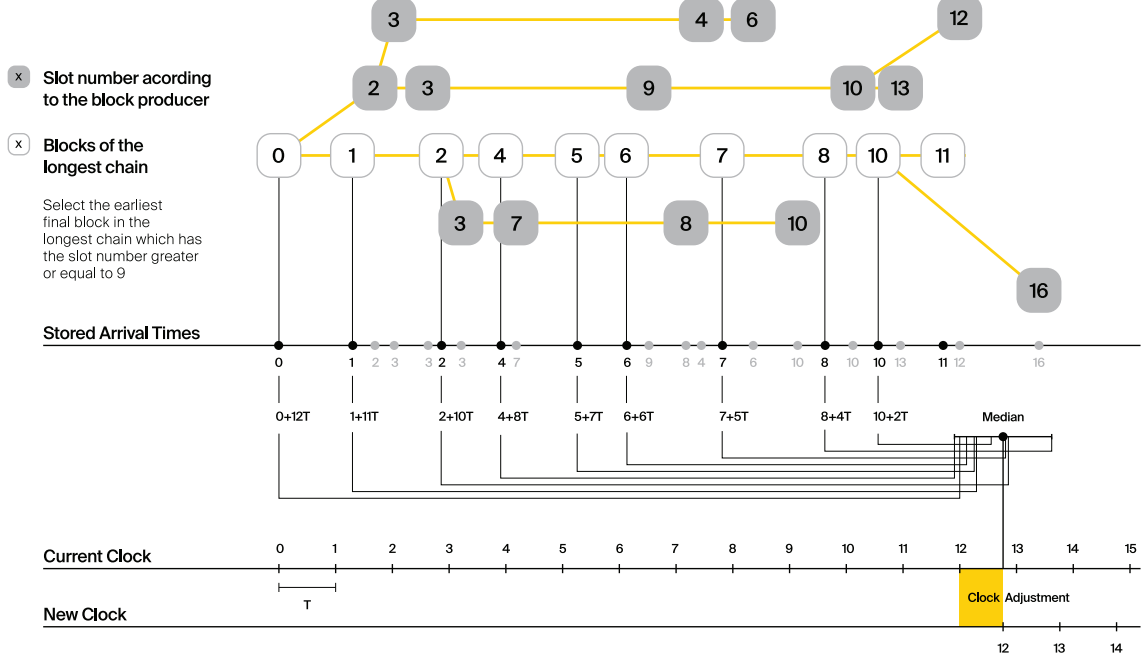 3 4 6 12
x Slot number acording
to the block producer
2 3 9 10 13
x Blocks of the
longest chain
0 1 2 4 5 6 7 8 10 11
Select the earliest
final block in the
longest chain which has
the slot number greater
or equal to 9
3 7 8 10
16
Stored Arrival Times
0 1 2 3 3 2 3 4 7 5 6 9 8 4 7 6 10 8 10 10 13 11 12 16
0+12T 1+11T 2+10T 4+8T 5+7T 6+6T 7+5T 8+4T 10+2T Median
Current Clock 0 1 2 3 4 5 6 7 8 9 10 11 12 13 14 15
T
Clock Adjustment
New Clock
12 13 14